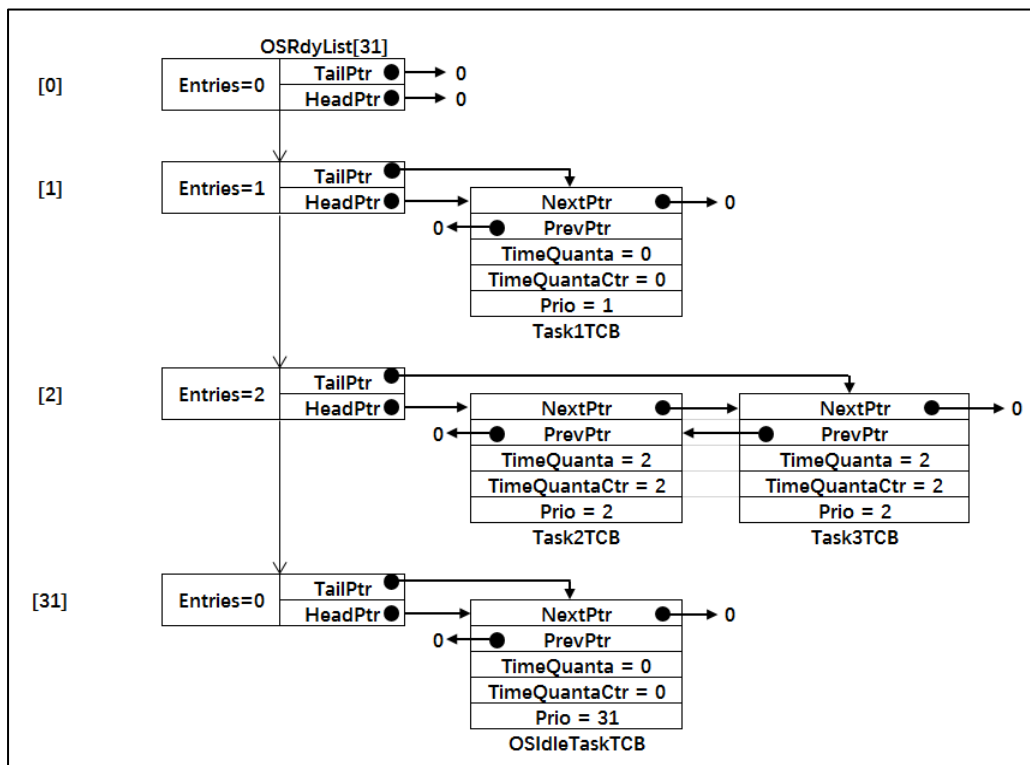 OSRdyList[31]
[0]
Entries=0
TailPtr
0
HeadPtr
0
[1]
Entries=1
TailPtr
HeadPtr
NextPtr
0
0
PrevPtr
TimeQuanta = 0
TimeQuantaCtr = 0
Prio = 1
Task1TCB
[2]
Entries=2
TailPtr
HeadPtr
NextPtr
NextPtr
0
0
PrevPtr
PrevPtr
TimeQuanta = 2
TimeQuanta = 2
TimeQuantaCtr = 2
TimeQuantaCtr = 2
Prio = 2
Prio = 2
Task2TCB
Task3TCB
[31]
Entries=0
TailPtr
HeadPtr
NextPtr
0
0
PrevPtr
TimeQuanta = 0
TimeQuantaCtr = 0
Prio = 31
OSIdleTaskTCB